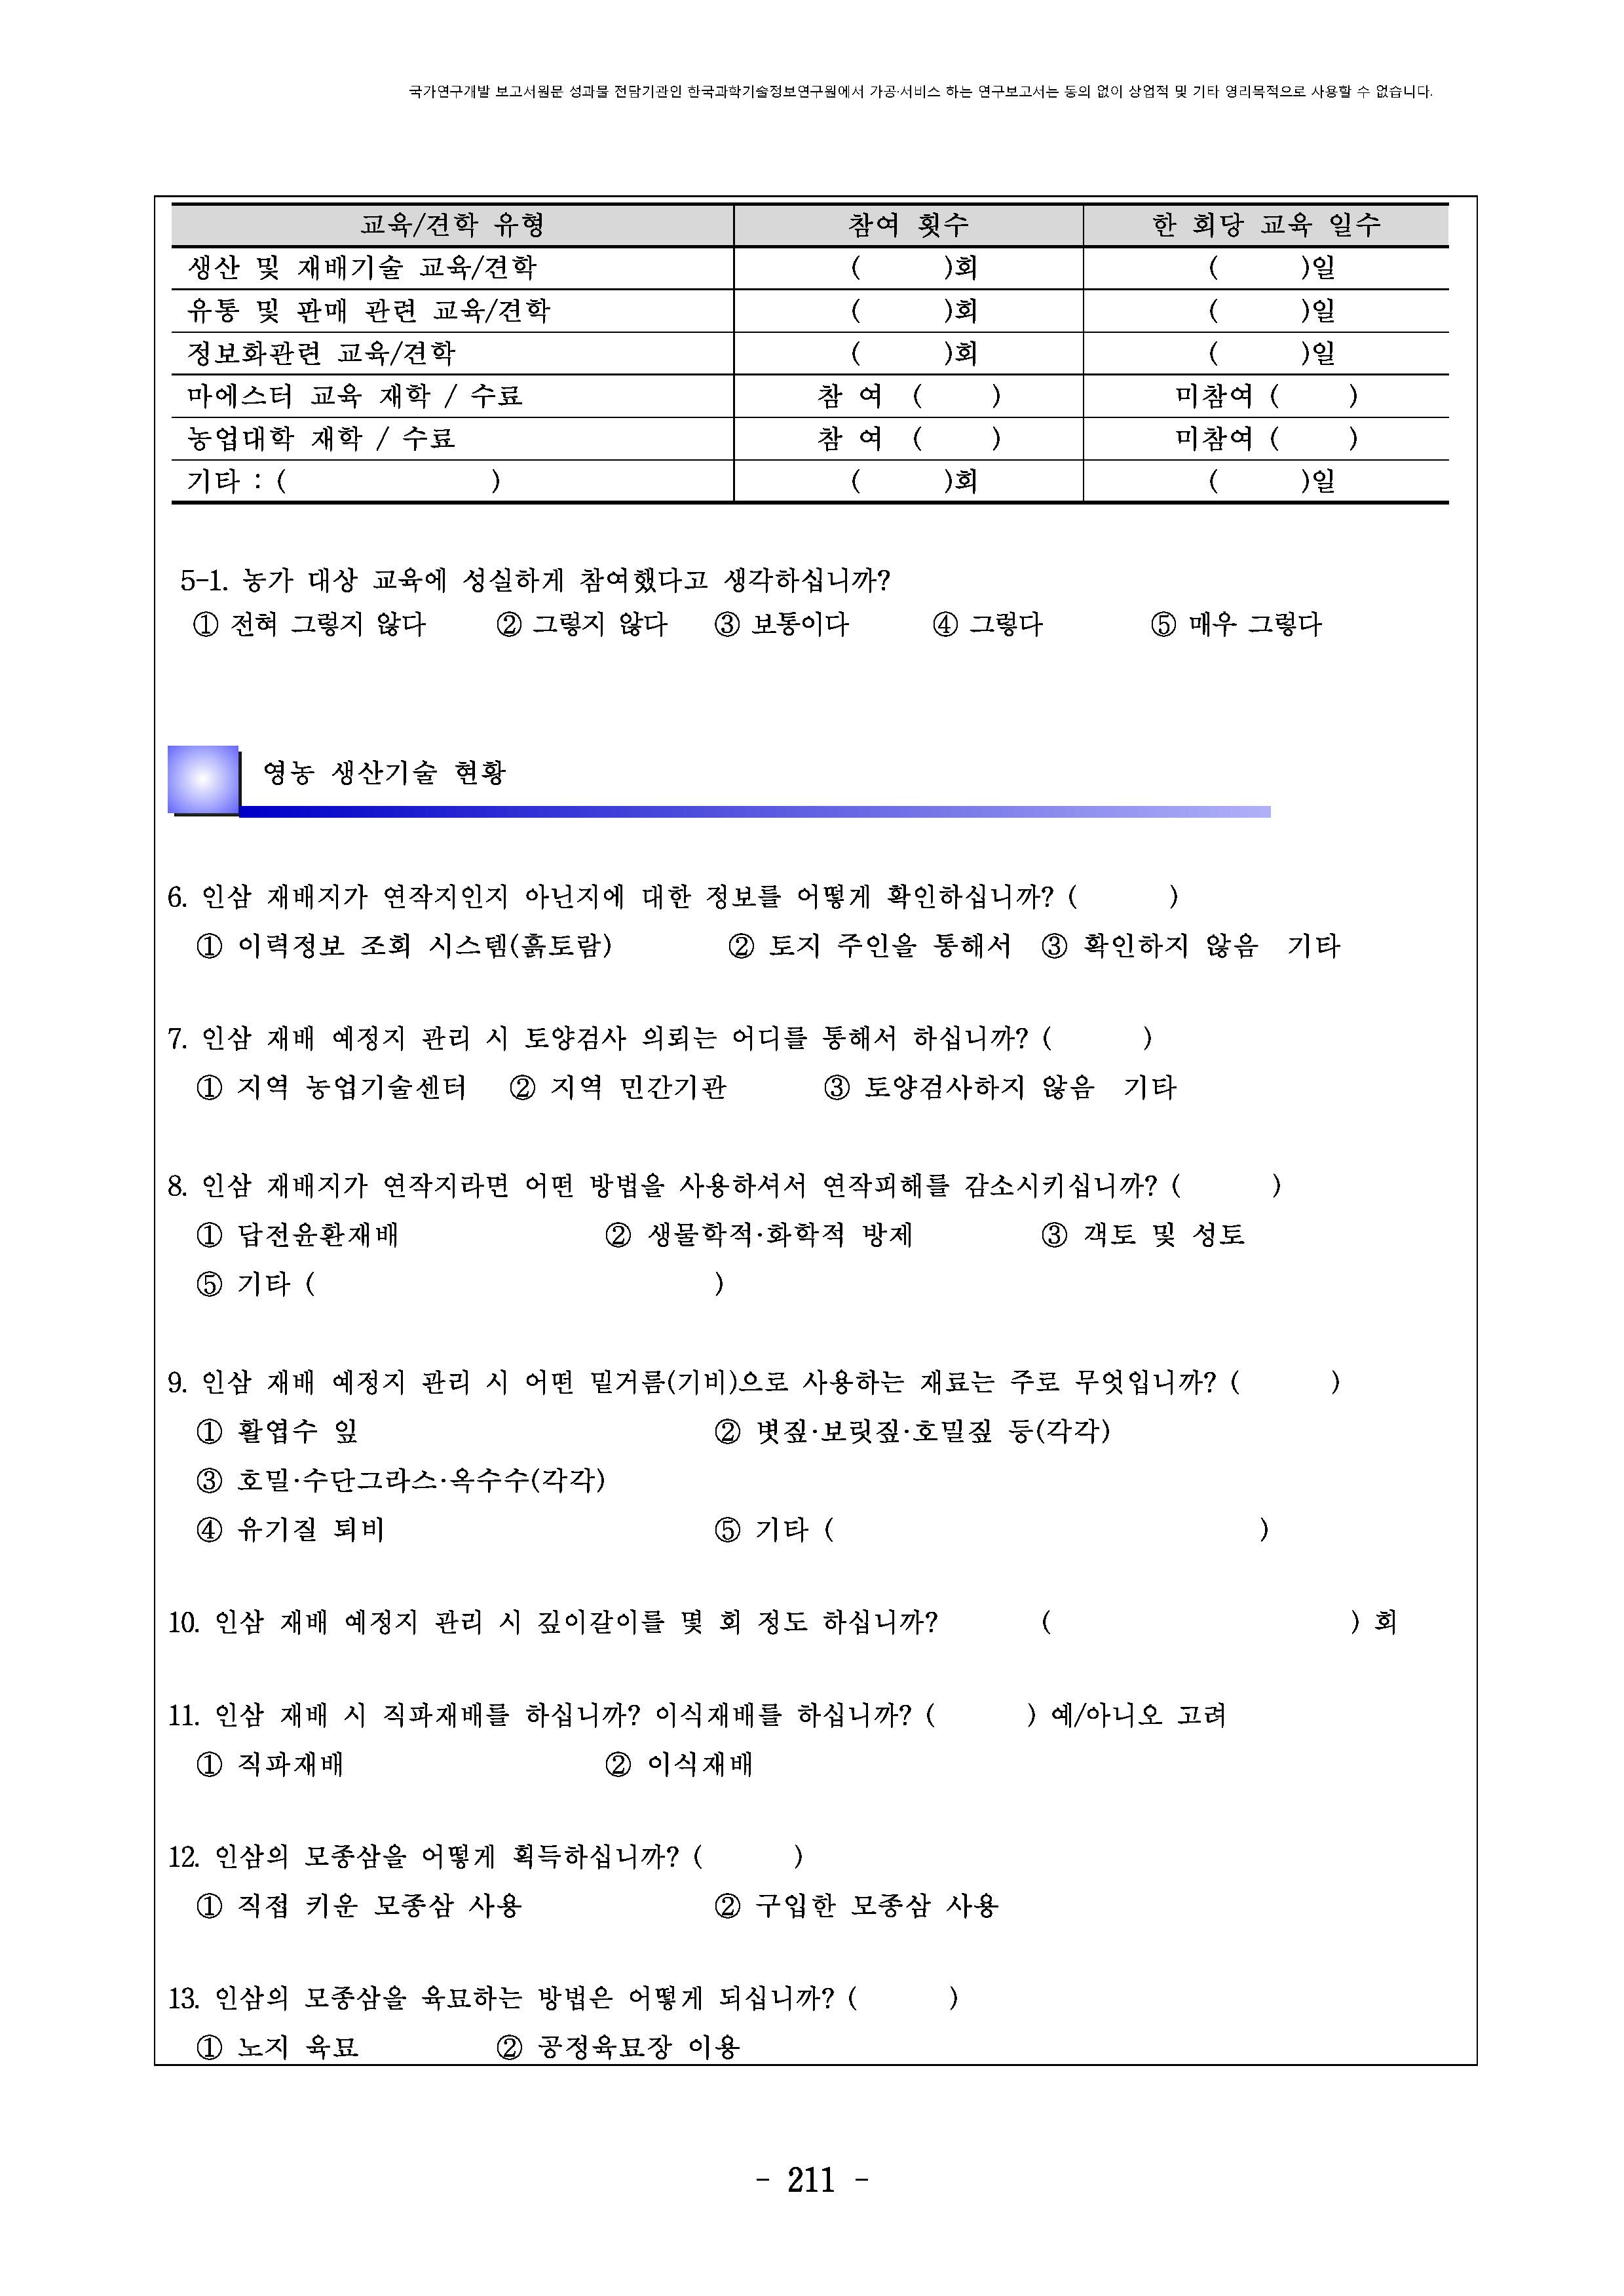 국가연구개발 보고서원문 성과물 전담기관인 한국과학기술정보연구원에서 가공·서비스 하는 연구보고서는 동의 없이 상업적 및 기타 영리목적으로 사용할 수 없습니다.
교육/견학 유형 참여 횟수 한 회당 교육 일수
생산 및 재배기술 교육/견학 ( )회 ( )일
유통 및 판매 관련 교육/견학 ( )회 ( )일
정보화관련 교육/견학 ( )회 ( )일
마에스터 교육 재학 / 수료 참 여 ( ) 미참여 ( )
농업대학 재학 / 수료 참 여 ( ) 미참여 ( )
기타 : ( ) ( )회 ( )일
5-1. 농가 대상 교육에 성실하게 참여했다고 생각하십니까?
① 전혀 그렇지 않다 ② 그렇지 않다 ③ 보통이다 ④ 그렇다 ⑤ 매우 그렇다
영농 생산기술 현황
6. 인삼 재배지가 연작지인지 아닌지에 대한 정보를 어떻게 확인하십니까? ( )
① 이력정보 조회 시스템(흙토람) ② 토지 주인을 통해서 ③ 확인하지 않음 기타
7. 인삼 재배 예정지 관리 시 토양검사 의뢰는 어디를 통해서 하십니까? ( )
① 지역 농업기술센터 ② 지역 민간기관 ③ 토양검사하지 않음 기타
8. 인삼 재배지가 연작지라면 어떤 방법을 사용하셔서 연작피해를 감소시키십니까? ( )
① 답전윤환재배 ② 생물학적·화학적 방제 ③ 객토 및 성토
⑤ 기타 ( )
9. 인삼 재배 예정지 관리 시 어떤 밑거름(기비)으로 사용하는 재료는 주로 무엇입니까? ( )
① 활엽수 잎 ② 볏짚·보릿짚·호밀짚 등(각각)
③ 호밀·수단그라스·옥수수(각각)
④ 유기질 퇴비 ⑤ 기타 ( )
10. 인삼 재배 예정지 관리 시 깊이갈이를 몇 회 정도 하십니까? ( ) 회
11. 인삼 재배 시 직파재배를 하십니까? 이식재배를 하십니까? ( ) 예/아니오 고려
① 직파재배 ② 이식재배
12. 인삼의 모종삼을 어떻게 획득하십니까? ( )
① 직접 키운 모종삼 사용 ② 구입한 모종삼 사용
13. 인삼의 모종삼을 육묘하는 방법은 어떻게 되십니까? ( )
① 노지 육묘 ② 공정육묘장 이용
- 211 -